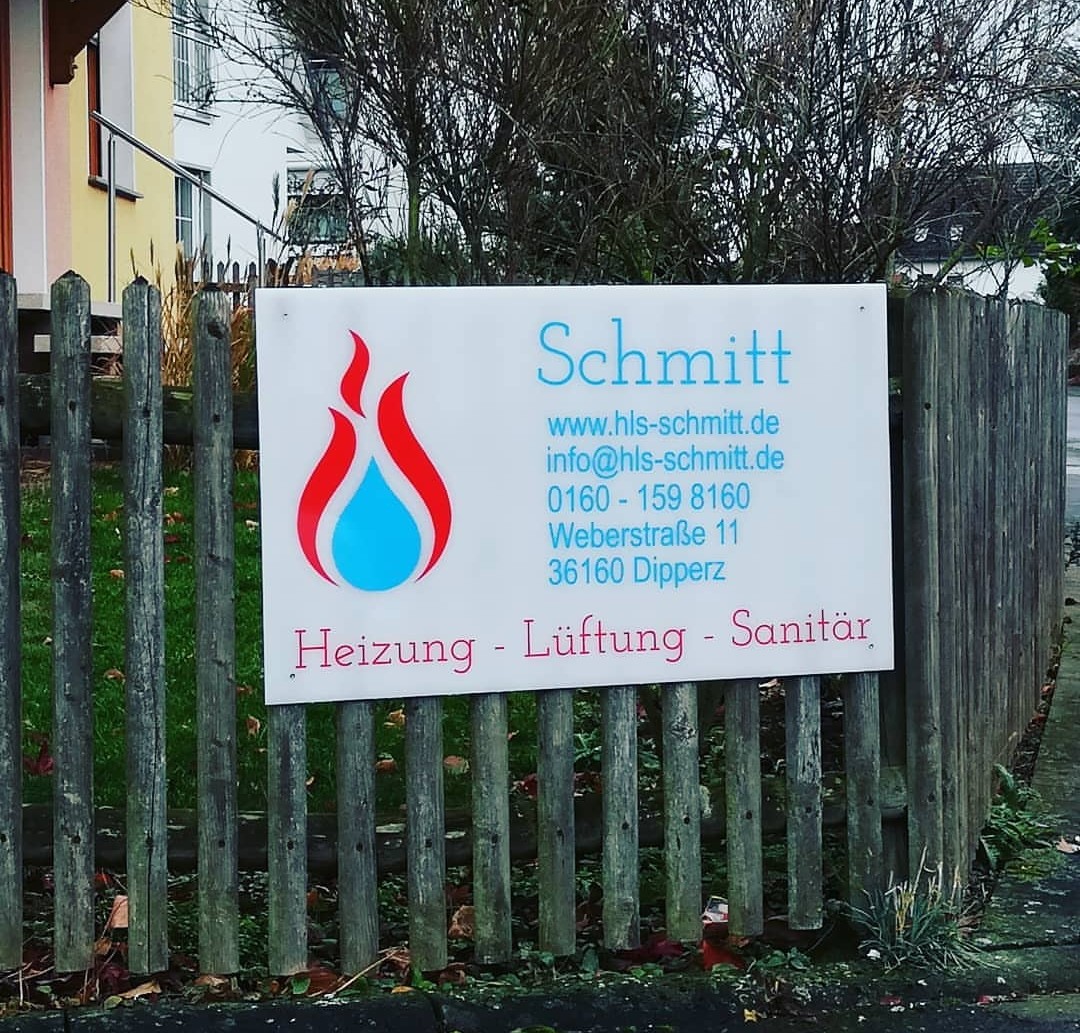 Schmitt
www.hls-schmitt.de
info@hls-schmitt.de
0160 - 159 8160
Weberstraße 11
36160 Dipperz
Heizung - Lüftung - Sanitär